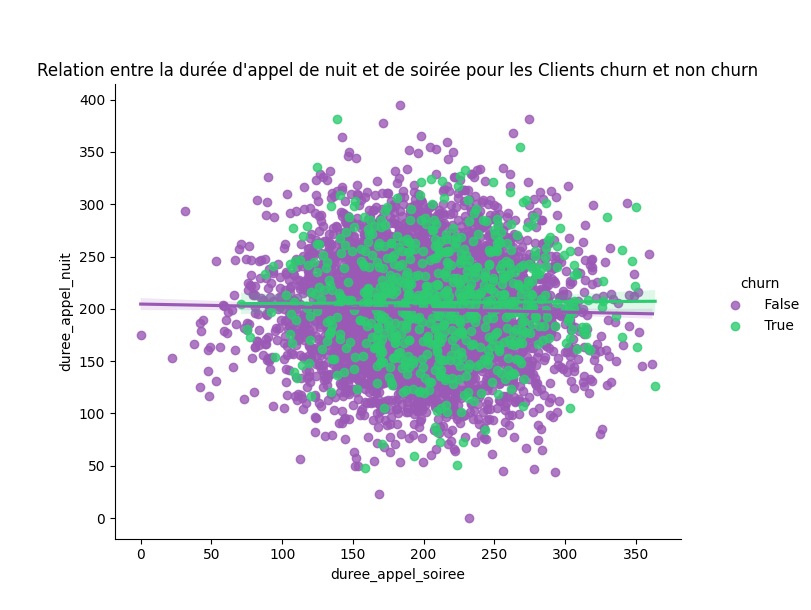 Relation entre la durée d'appel de nuit et de soirée pour les Clients churn et non churn
400
350
300
250
200
150
100
50
0
duree_appel_nuit
0 50 100 150 200 250 300 350
duree_appel_soiree
churn
False
True